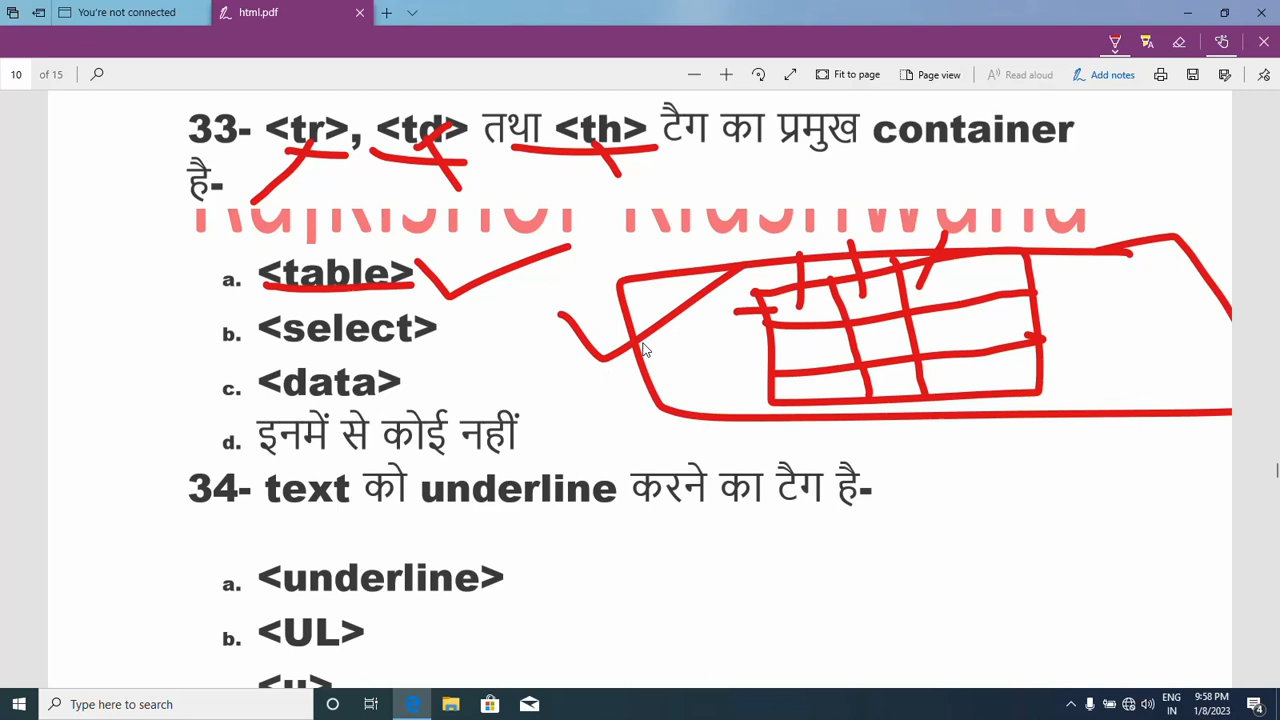 You're not connected
html.pdf
10 of 15
Fit to page
Page view
Read aloud
Add notes
33- <tr>, <td> तथा <th> टैग का प्रमुख container
है-
a. <table>
b. <select>
c. <data>
d. इनमें से कोई नहीं
34- text को underline करने का टैग है-
a. <underline>
b. <UL>
<u>
Type here to search
ENG
IN
9:58 PM
1/8/2023
4